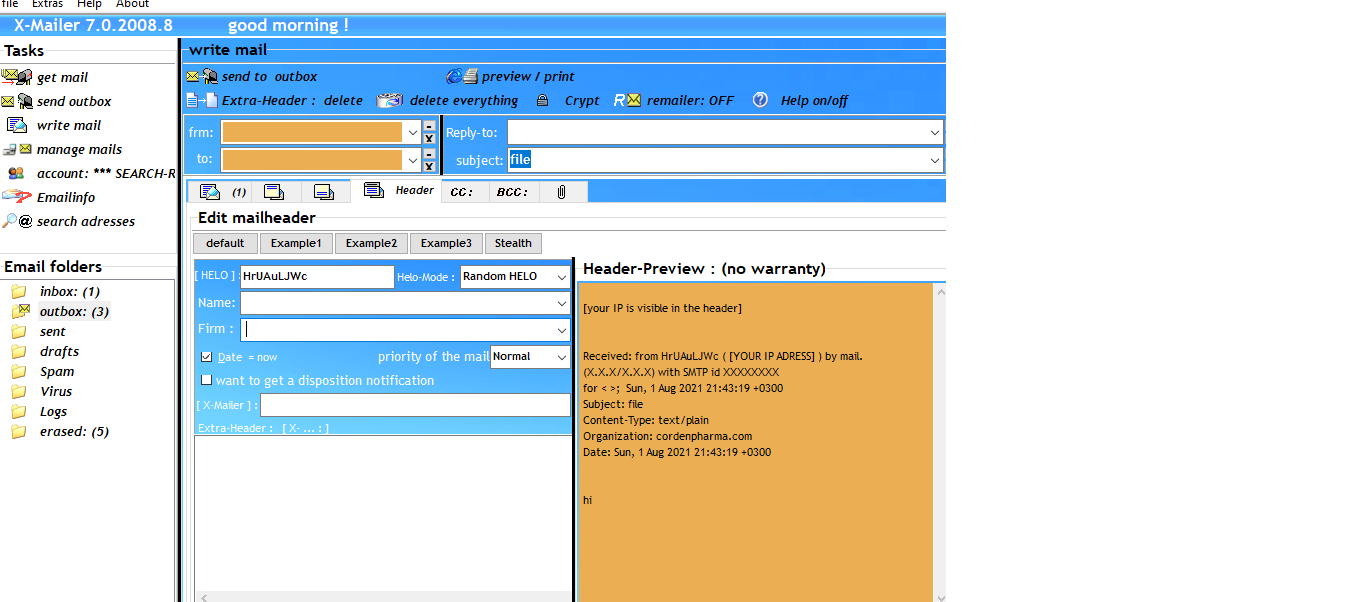 file Extras Help About
X-Mailer 7.0.2008.8 good morning !
Tasks
get mail
send outbox
write mail
manage mails
account: *** SEARCH-R
Emailinfo
search adresses
Email folders
inbox: (1)
outbox: (3)
sent
drafts
Spam
Virus
Logs
erased: (5)
write mail
send to outbox preview / print
Extra-Header : delete delete everything Crypt R remailer: OFF ? Help on/off
frm: - x Reply-to:
to: - x subject: file
(1) Header CC: BCC:
Edit mailheader
default Example1 Example2 Example3 Stealth
[ HELO ] : HrUAuLJWc Helo-Mode : Random HELO
Name:
Firm :
Date = now priority of the mail Normal
want to get a disposition notification
[ X-Mailer ] :
Extra-Header : [ X- ... : ]
Header-Preview : (no warranty)
[your IP is visible in the header]
Received: from HrUAuLJWc ( [YOUR IP ADRESS] ) by mail.
(X.X.X/X.X.X) with SMTP id XXXXXXXX
for < >; Sun, 1 Aug 2021 21:43:19 +0300
Subject: file
Content-Type: text/plain
Organization: cordenpharma.com
Date: Sun, 1 Aug 2021 21:43:19 +0300
hi